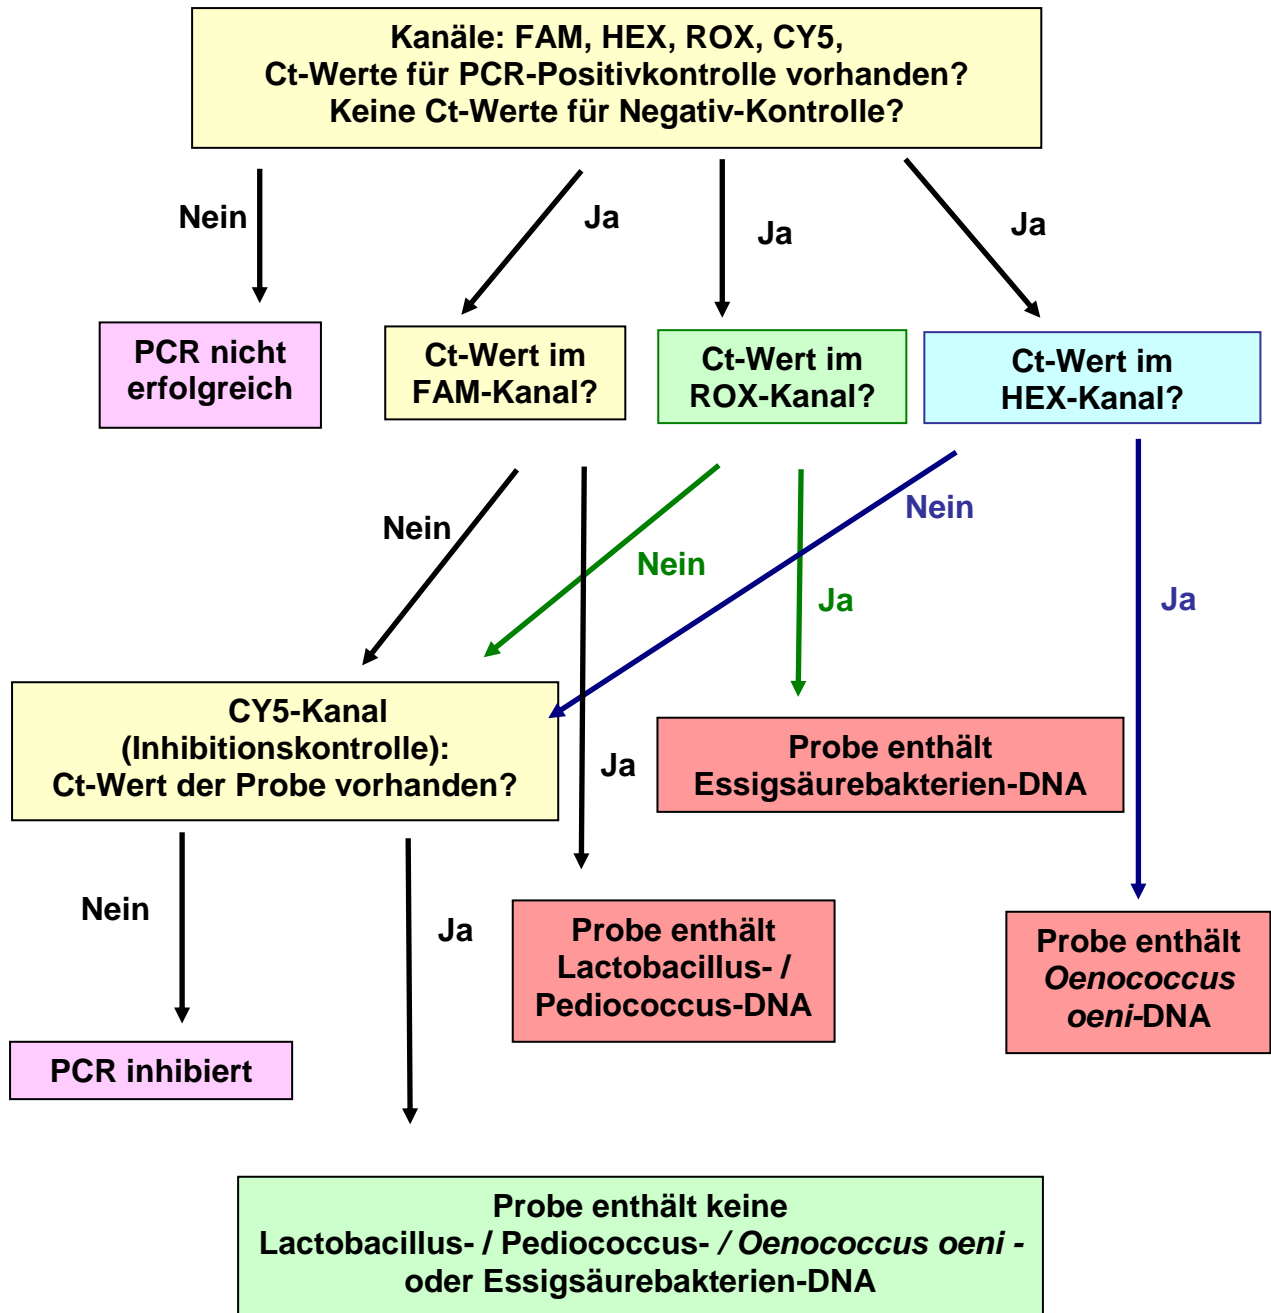 Kanäle: FAM, HEX, ROX, CY5,
Ct-Werte für PCR-Positivkontrolle vorhanden?
Keine Ct-Werte für Negativ-Kontrolle?
Nein
Ja
Ja
Ja
PCR nicht
erfolgreich
Ct-Wert im
FAM-Kanal?
Ct-Wert im
ROX-Kanal?
Ct-Wert im
HEX-Kanal?
Nein
Nein
Ja
Nein
Ja
CY5-Kanal
(Inhibitionskontrolle):
Ct-Wert der Probe vorhanden?
Ja
Probe enthält
Essigsäurebakterien-DNA
Nein
Ja
Probe enthält
Lactobacillus- /
Pediococcus-DNA
Probe enthält
Oenococcus
oeni-DNA
PCR inhibiert
Probe enthält keine
Lactobacillus- / Pediococcus- / Oenococcus oeni -
oder Essigsäurebakterien-DNA